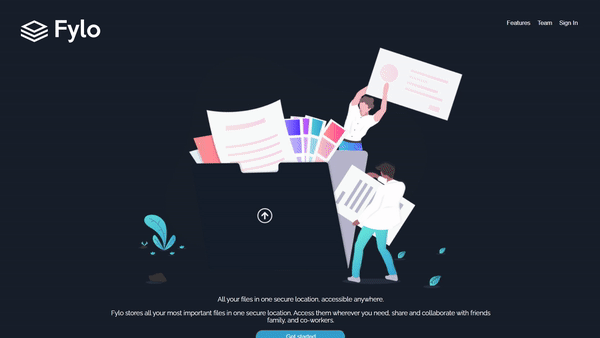 Fylo
Features Team Sign In
All your files in one secure location, accessible anywhere.
Fylo stores all your most important files in one secure location. Access them wherever you need, share and collaborate with friends
family, and co-workers.
Get started